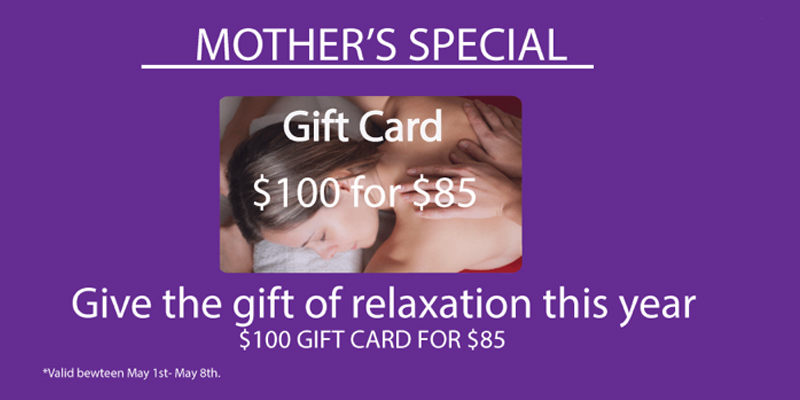 MOTHER'S SPECIAL
Gift Card
$100 for $85
Give the gift of relaxation this year
$100 GIFT CARD FOR $85
*Valid bewteen May 1st- May 8th.